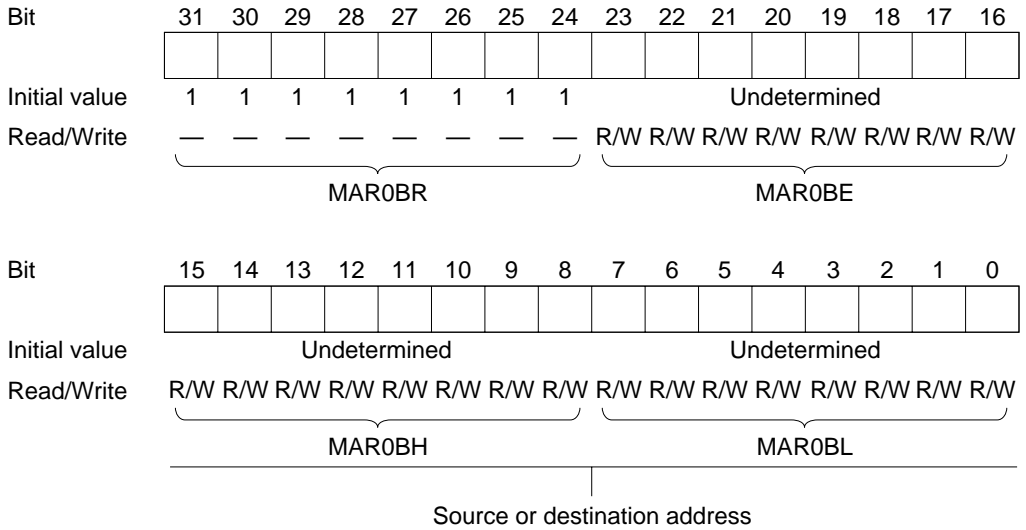 Bit 31 30 29 28 27 26 25 24 23 22 21 20 19 18 17 16
Initial value 1 1 1 1 1 1 1 1 Undetermined
Read/Write — — — — — — — — R/W R/W R/W R/W R/W R/W R/W R/W
MAR0BR MAR0BE
Bit 15 14 13 12 11 10 9 8 7 6 5 4 3 2 1 0
Initial value Undetermined Undetermined
Read/Write R/W R/W R/W R/W R/W R/W R/W R/W R/W R/W R/W R/W R/W R/W R/W R/W
MAR0BH MAR0BL
Source or destination address